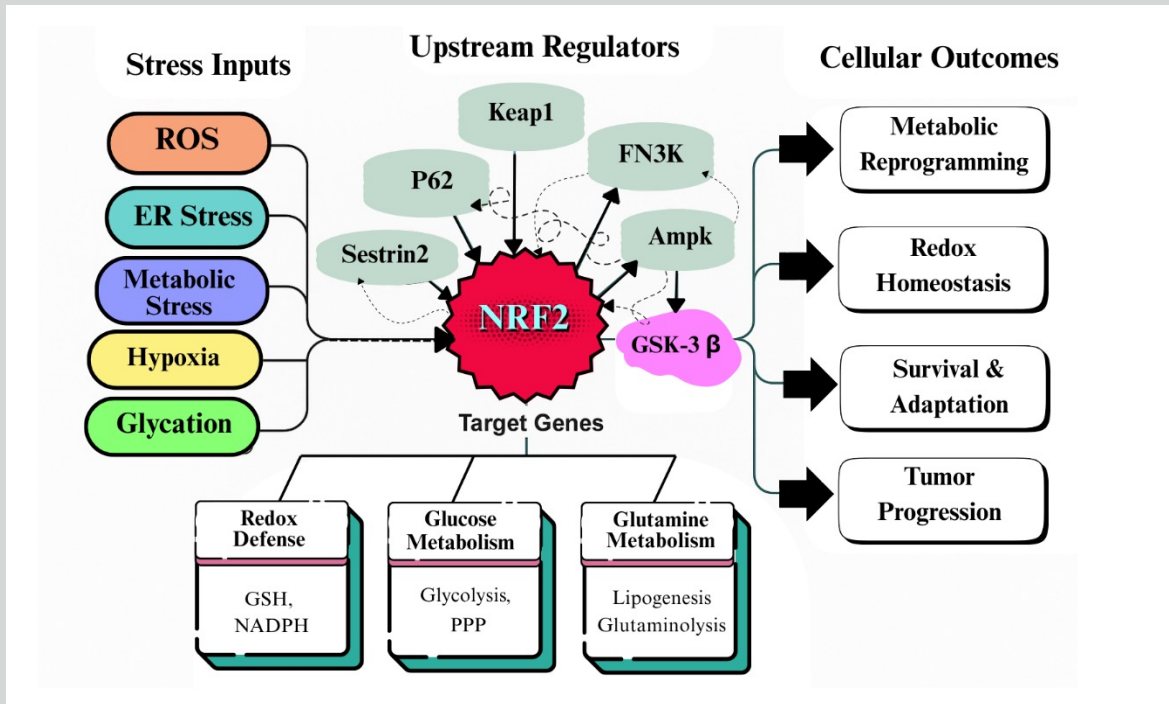 Stress Inputs
Upstream Regulators
Cellular Outcomes
ROS
ER Stress
Metabolic
Stress
Hypoxia
Glycation
Keap1
P62
FN3K
Sestrin2
Ampk
NRF2
GSK-3 β
Target Genes
Redox
Defense
GSH,
NADPH
Glucose
Metabolism
Glycolysis,
PPP
Glutamine
Metabolism
Lipogenesis
Glutaminolysis
Metabolic
Reprogramming
Redox
Homeostasis
Survival &
Adaptation
Tumor
Progression